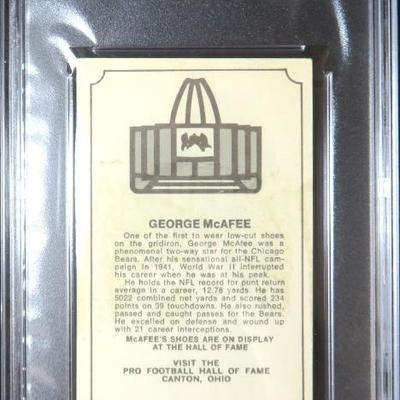 GEORGE McAFEE
One of the first to wear low-cut shoes
on the gridiron, George McAfee was a
phenomenal two-way star for the Chicago
Bears. After his sensational all-NFL cam-
paign in 1941, World War II interrupted
his career when he was at his peak.
He holds the NFL record for punt return
average in a career, 12.78 yards. He has
5022 combined net yards and scored 234
points on 39 touchdowns. He also rushed,
passed and caught passes for the Bears.
He excelled on defense and wound up
with 21 career interceptions.
McAFEE'S SHOES ARE ON DISPLAY
AT THE HALL OF FAME
VISIT THE
PRO FOOTBALL HALL OF FAME
CANTON, OHIO